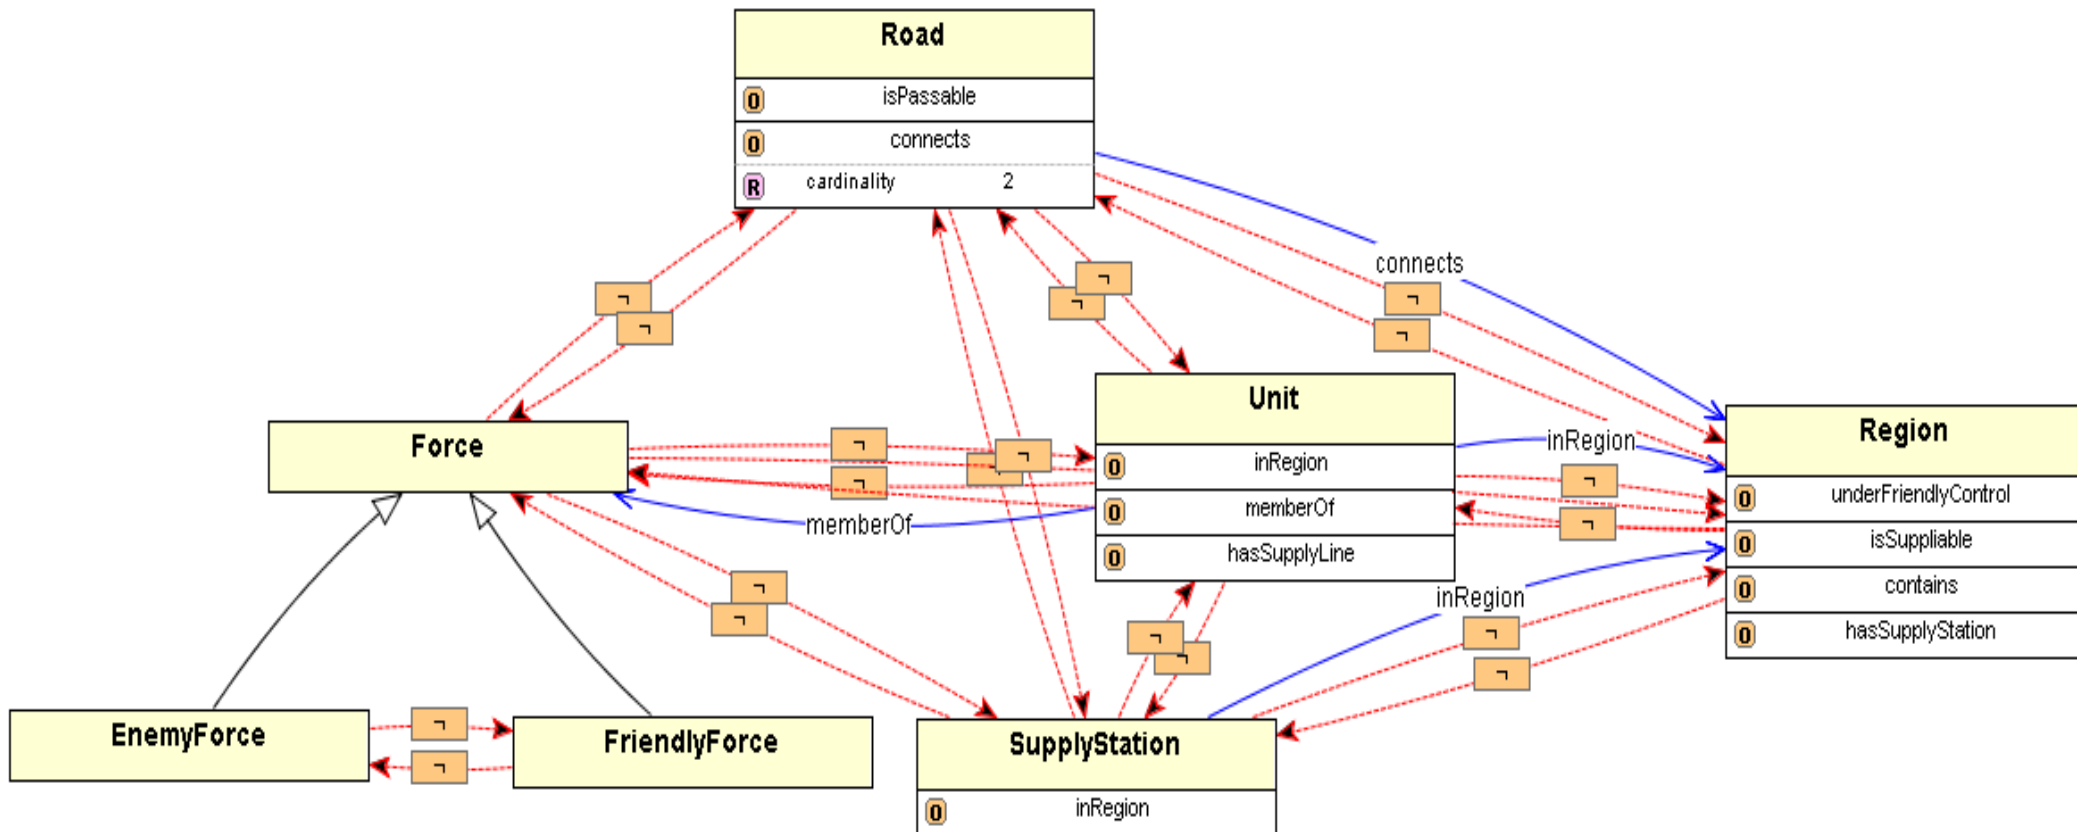 Road
O isPassable
O connects
R cardinality 2
¬
¬
¬
¬
connects
¬
¬
Force
Unit
O inRegion
O memberOf
O hasSupplyLine
Region
O underFriendlyControl
O isSuppliable
O contains
O hasSupplyStation
¬
¬
¬
¬
inRegion
¬
¬
memberOf
inRegion
¬
¬
¬
¬
¬
¬
EnemyForce
¬
¬
FriendlyForce
SupplyStation
O inRegion